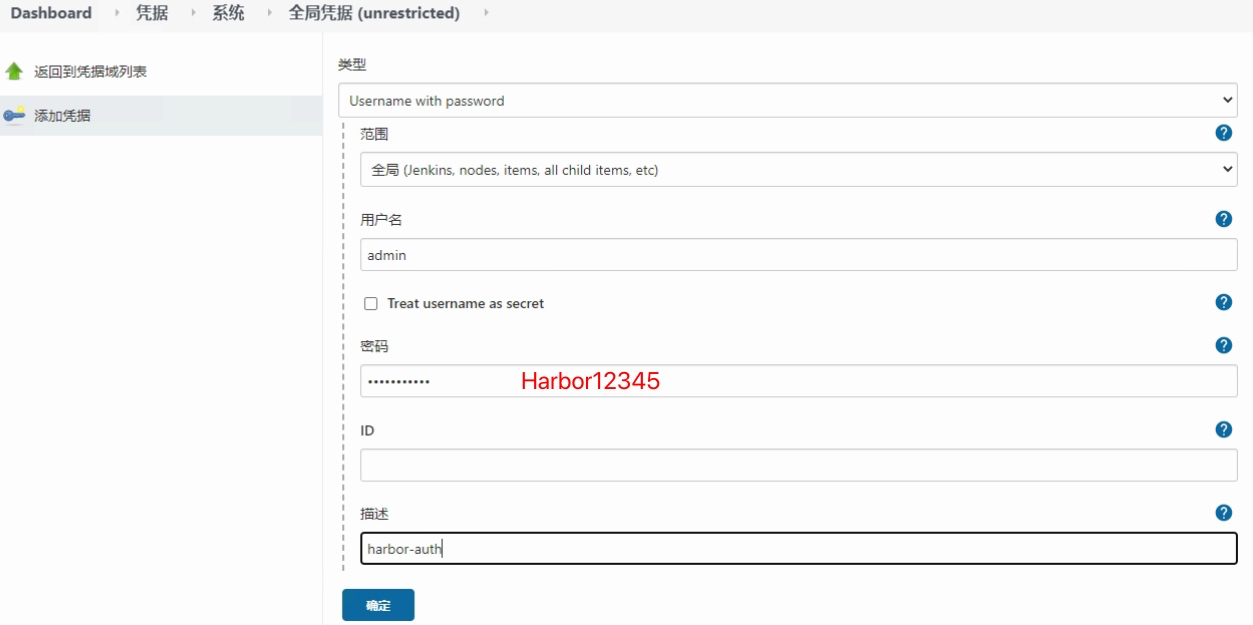 Dashboard 凭据 系统 全局凭据 (unrestricted)
返回到凭据域列表
添加凭据
类型
Username with password
范围
?
全局 (Jenkins, nodes, items, all child items, etc)
用户名
?
admin
Treat username as secret
?
密码
?
••••••••••• Harbor12345
ID
?
描述
?
harbor-auth
确定